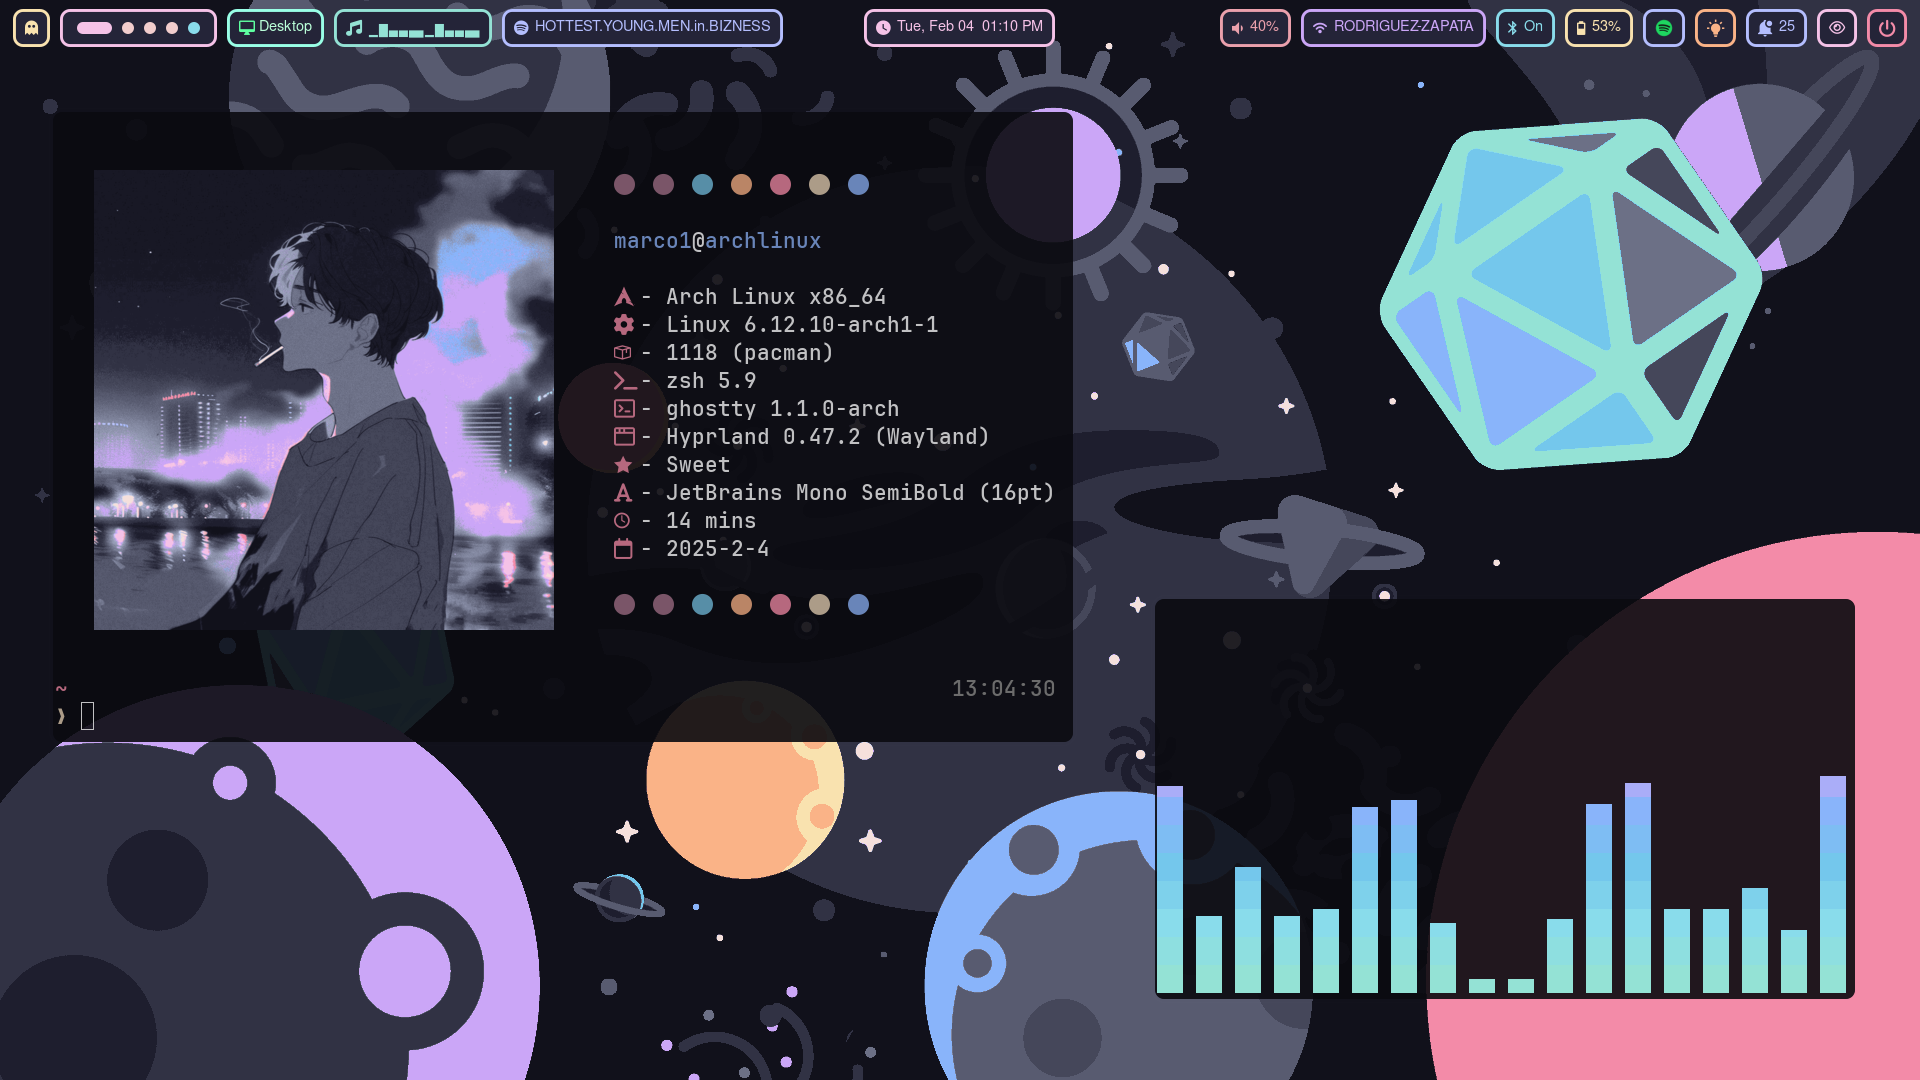 Desktop
HOTTEST.YOUNG.MEN.in.BIZNESS
Tue, Feb 04 01:10 PM
40%
RODRIGUEZ-ZAPATA
On
53%
25
marco1@archlinux
- Arch Linux x86_64
- Linux 6.12.10-arch1-1
- 1118 (pacman)
- zsh 5.9
- ghostty 1.1.0-arch
- Hyprland 0.47.2 (Wayland)
- Sweet
- JetBrains Mono SemiBold (16pt)
- 14 mins
- 2025-2-4
~
13:04:30
❯